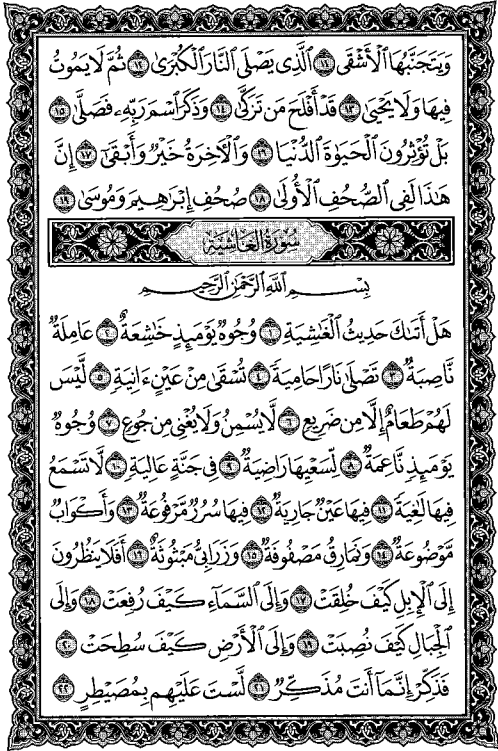 وَيَتَجَنَّبُهَا ٱلْأَشْقَى ١١ ٱلَّذِى يَصْلَى ٱلنَّارَ ٱلْكُبْرَىٰ ١٢ ثُمَّ لَا يَمُوتُ
فِيهَا وَلَا يَحْيَىٰ ١٣ قَدْ أَفْلَحَ مَن تَزَكَّىٰ ١٤ وَذَكَرَ ٱسْمَ رَبِّهِۦ فَصَلَّىٰ ١٥
بَلْ تُؤْثِرُونَ ٱلْحَيَوٰةَ ٱلدُّنْيَا ١٦ وَٱلْأَخِرَةُ خَيْرٌ وَأَبْقَىٰٓ ١٧ إِنَّ
هَٰذَا لَفِى ٱلصُّحُفِ ٱلْأُولَىٰ ١٨ صُحُفِ إِبْرَٰهِيمَ وَمُوسَىٰ ١٩
سُورَةُ الغَاشِيَةِ
بِسْمِ ٱللَّهِ ٱلرَّحْمَٰنِ ٱلرَّحِيمِ
هَلْ أَتَىٰكَ حَدِيثُ ٱلْغَٰشِيَةِ ١ وُجُوهٌ يَوْمَئِذٍ خَٰشِعَةٌ ٢ عَامِلَةٌ
نَّاصِبَةٌ ٣ تَصْلَىٰ نَارًا حَامِيَةً ٤ تُسْقَىٰ مِنْ عَيْنٍ ءَانِيَةٍ ٥ لَّيْسَ
لَهُمْ طَعَامٌ إِلَّا مِن ضَرِيعٍ ٦ لَّا يُسْمِنُ وَلَا يُغْنِى مِن جُوعٍ ٧ وُجُوهٌ
يَوْمَئِذٍ نَّاعِمَةٌ ٨ لِّسَعْيِهَا رَاضِيَةٌ ٩ فِى جَنَّةٍ عَالِيَةٍ ١٠ لَّا تَسْمَعُ
فِيهَا لَٰغِيَةً ١١ فِيهَا عَيْنٌ جَارِيَةٌ ١٢ فِيهَا سُرُرٌ مَّرْفُوعَةٌ ١٣ وَأَكْوَابٌ
مَّوْضُوعَةٌ ١٤ وَنَمَارِقُ مَصْفُوفَةٌ ١٥ وَزَرَابِىُّ مَبْثُوثَةٌ ١٦ أَفَلَا يَنظُرُونَ
إِلَى ٱلْإِبِلِ كَيْفَ خُلِقَتْ ١٧ وَإِلَى ٱلسَّمَآءِ كَيْفَ رُفِعَتْ ١٨ وَإِلَى
ٱلْجِبَالِ كَيْفَ نُصِبَتْ ١٩ وَإِلَى ٱلْأَرْضِ كَيْفَ سُطِحَتْ ٢٠
فَذَكِّرْ إِنَّمَآ أَنتَ مُذَكِّرٌ ٢١ لَّسْتَ عَلَيْهِم بِمُصَيْطِرٍ ٢٢